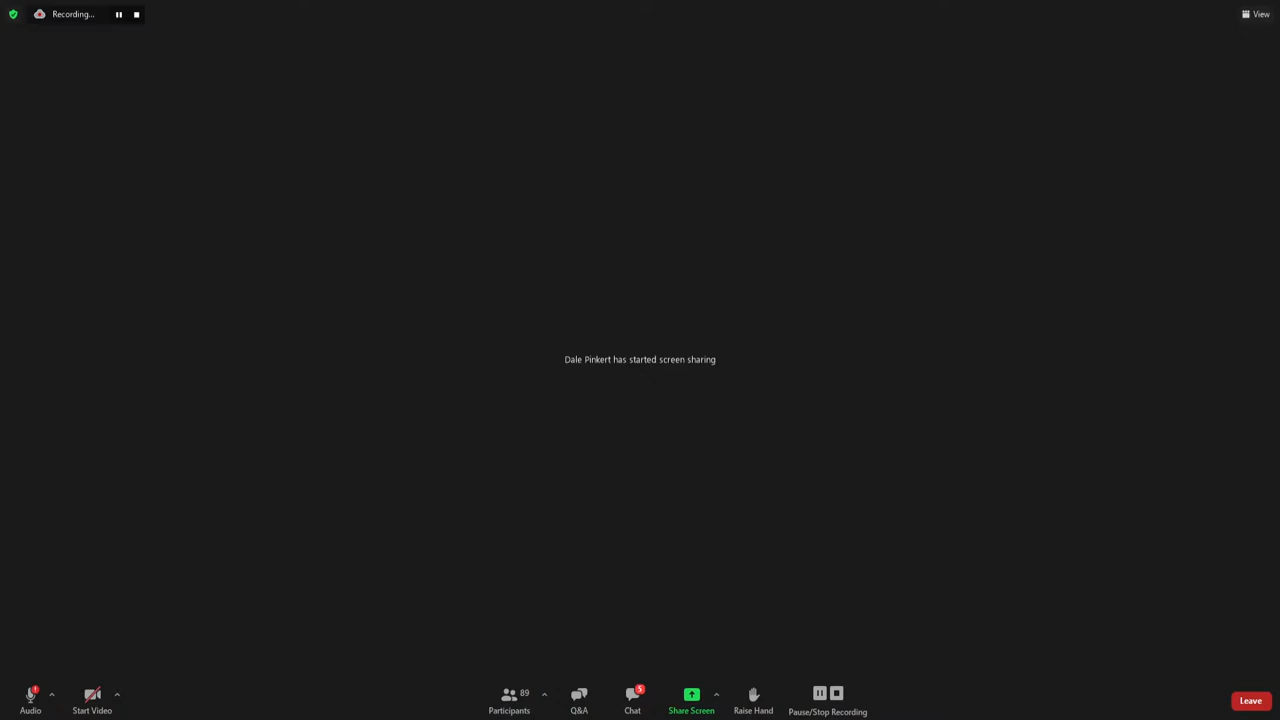 Recording...
View
Dale Pinkert has started screen sharing
Audio
Start Video
89
Participants
Q&A
5
Chat
Share Screen
Raise Hand
Pause/Stop Recording
Leave